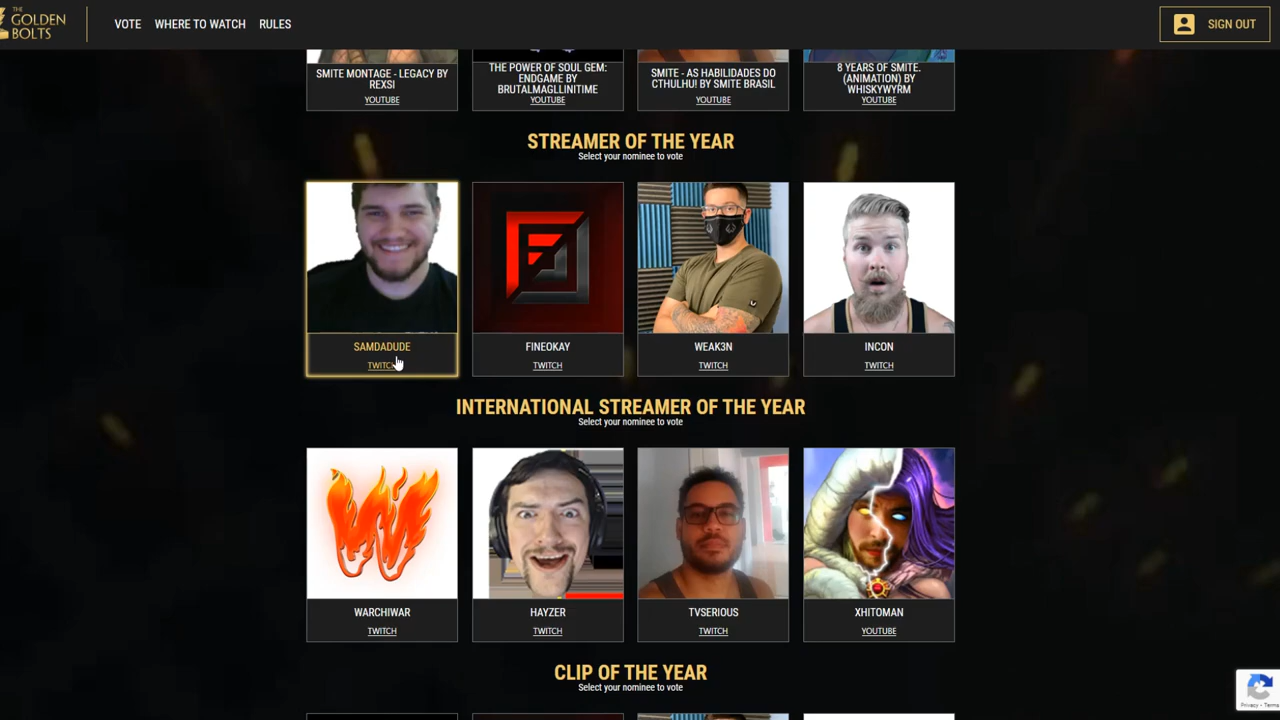 THE
GOLDEN
BOLTS
VOTE
WHERE TO WATCH
RULES
SIGN OUT
SMITE MONTAGE - LEGACY BY
REXSI
YOUTUBE
THE POWER OF SOUL GEM:
ENDGAME BY
BRUTALMAGLLINITIME
YOUTUBE
SMITE - AS HABILIDADES DO
CTHULHU! BY SMITE BRASIL
YOUTUBE
8 YEARS OF SMITE.
(ANIMATION) BY
WHISKYWYRM
YOUTUBE
STREAMER OF THE YEAR
Select your nominee to vote
SAMDADUDE
TWITCH
FINEOKAY
TWITCH
WEAK3N
TWITCH
INCON
TWITCH
INTERNATIONAL STREAMER OF THE YEAR
Select your nominee to vote
WARCHIWAR
TWITCH
HAYZER
TWITCH
TVSERIOUS
TWITCH
XHITOMAN
YOUTUBE
CLIP OF THE YEAR
Select your nominee to vote
Privacy - Terms